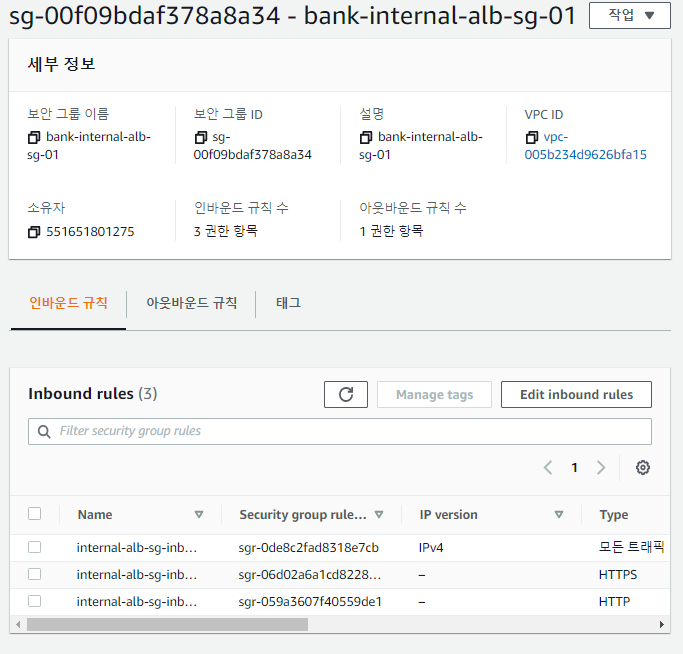 sg-00f09bdaf378a8a34 - bank-internal-alb-sg-01 작업
세부 정보
보안 그룹 이름 보안 그룹 ID 설명 VPC ID
bank-internal-alb- sg- bank-internal-alb- vpc-
sg-01 00f09bdaf378a8a34 sg-01 005b234d9626bfa15
소유자 인바운드 규칙 수 아웃바운드 규칙 수
551651801275 3 권한 항목 1 권한 항목
인바운드 규칙 아웃바운드 규칙 태그
Inbound rules (3) Manage tags Edit inbound rules
Filter security group rules
1
Name Security group rule... IP version Type
internal-alb-sg-inb... sgr-0de8c2fad8318e7cb IPv4 모든 트래픽
internal-alb-sg-inb... sgr-06d02a6a1cd8228... – HTTPS
internal-alb-sg-inb... sgr-059a3607f40559de1 – HTTP